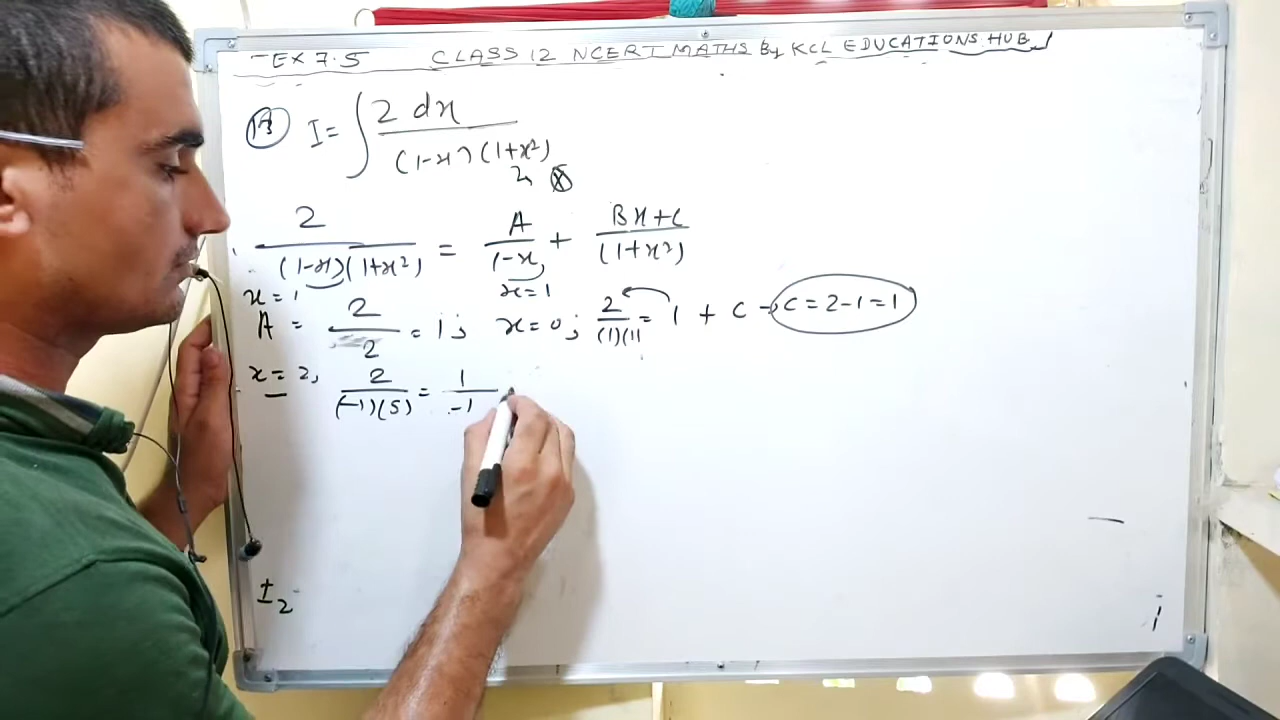 EX 7.5 CLASS 12 NCERT MATHS By KCL EDUCATIONS HUB
I = ∫ 2 dx / (1-x)(1+x²)
2 / (1-x)(1+x²) = A / 1-x + Bx+C / (1+x²)
x=1 x=1
A = 2 / 2 = 1; x=0; 2 / (1)(1) = 1 + C → C = 2-1 = 1
x = 2, 2 / (-1)(5) = 1 / -1